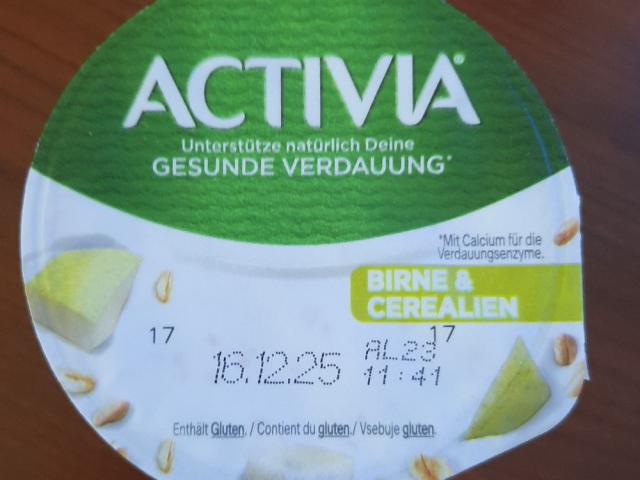 ACTIVIA®
Unterstütze natürlich Deine
GESUNDE VERDAUUNG*
*Mit Calcium für die
Verdauungsenzyme.
BIRNE &
CEREALIEN
17
17
16.12.25 AL23
11:41
Enthält Gluten. / Contient du gluten./ Vsebuje gluten.